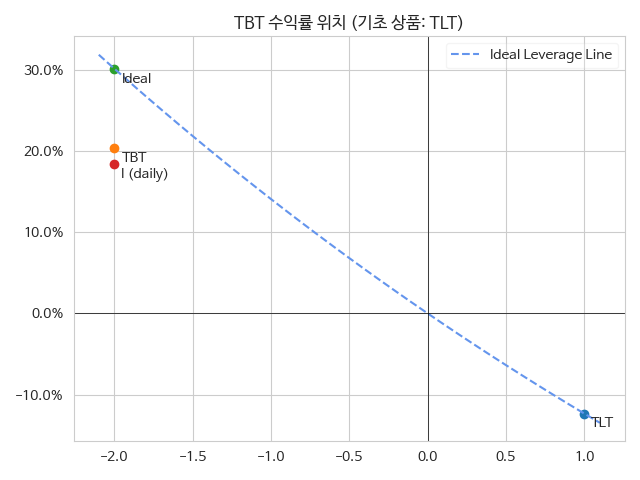 TBT 수익률 위치 (기초 상품: TLT)
Ideal Leverage Line
30.0%
20.0%
10.0%
0.0%
−10.0%
Ideal
TBT
I (daily)
TLT
−2.0
−1.5
−1.0
−0.5
0.0
0.5
1.0